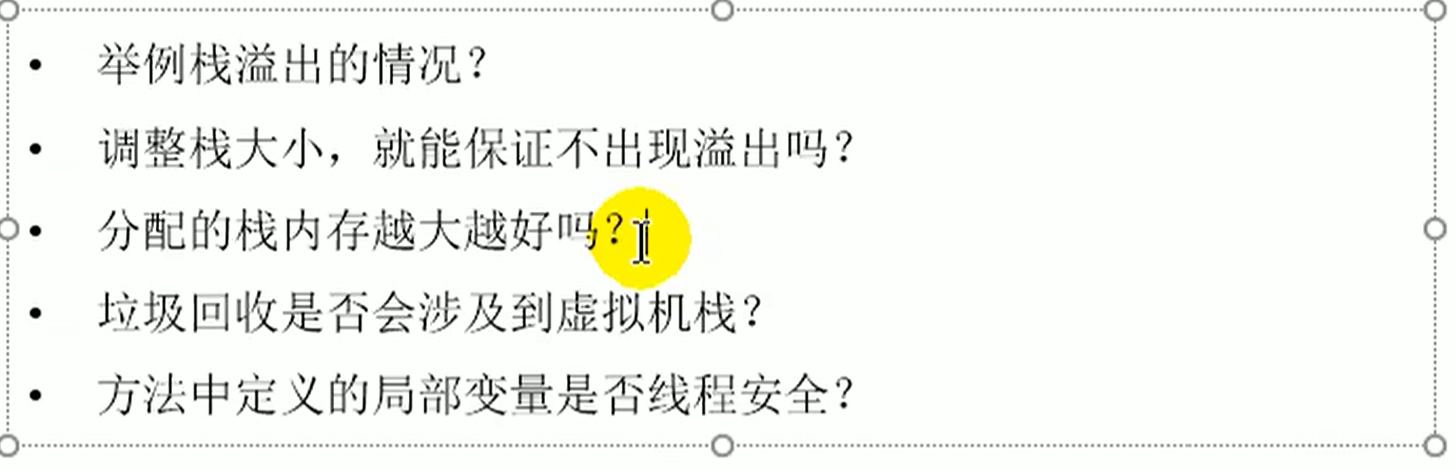 • 举例栈溢出的情况？
• 调整栈大小，就能保证不出现溢出吗？
• 分配的栈内存越大越好吗？
• 垃圾回收是否会涉及到虚拟机栈？
• 方法中定义的局部变量是否线程安全？